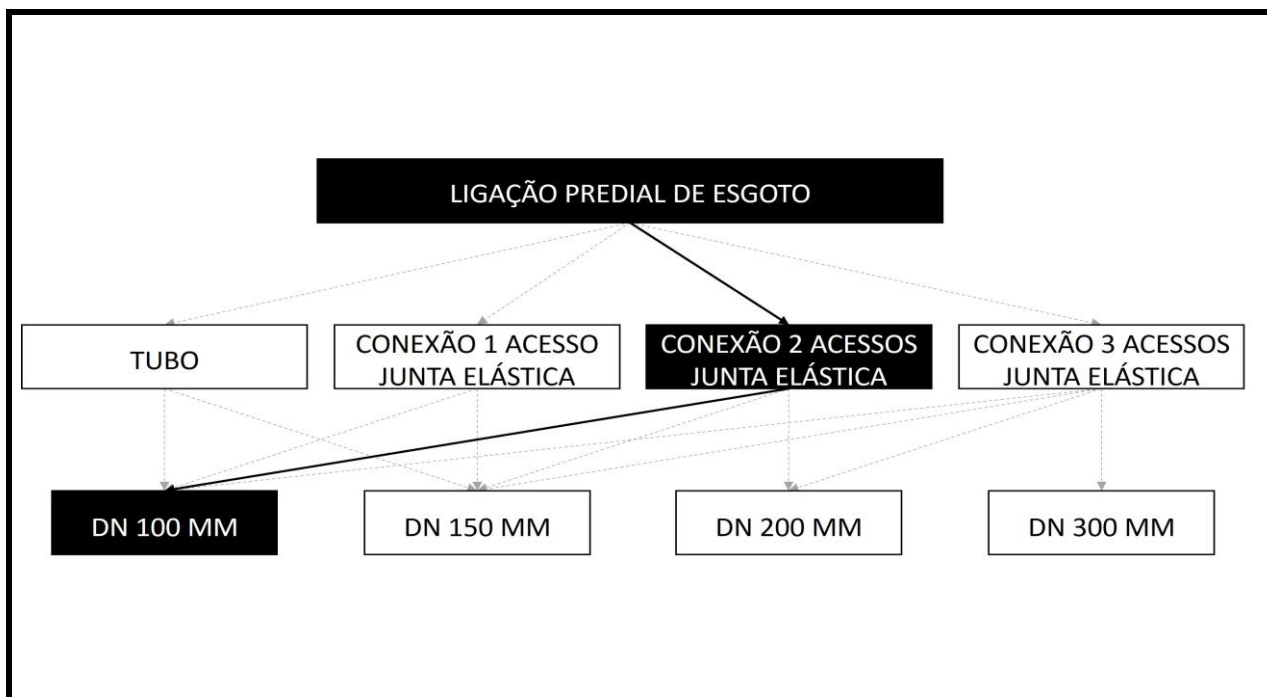 LIGAÇÃO PREDIAL DE ESGOTO
TUBO
CONEXÃO 1 ACESSO
JUNTA ELÁSTICA
CONEXÃO 2 ACESSOS
JUNTA ELÁSTICA
CONEXÃO 3 ACESSOS
JUNTA ELÁSTICA
DN 100 MM
DN 150 MM
DN 200 MM
DN 300 MM